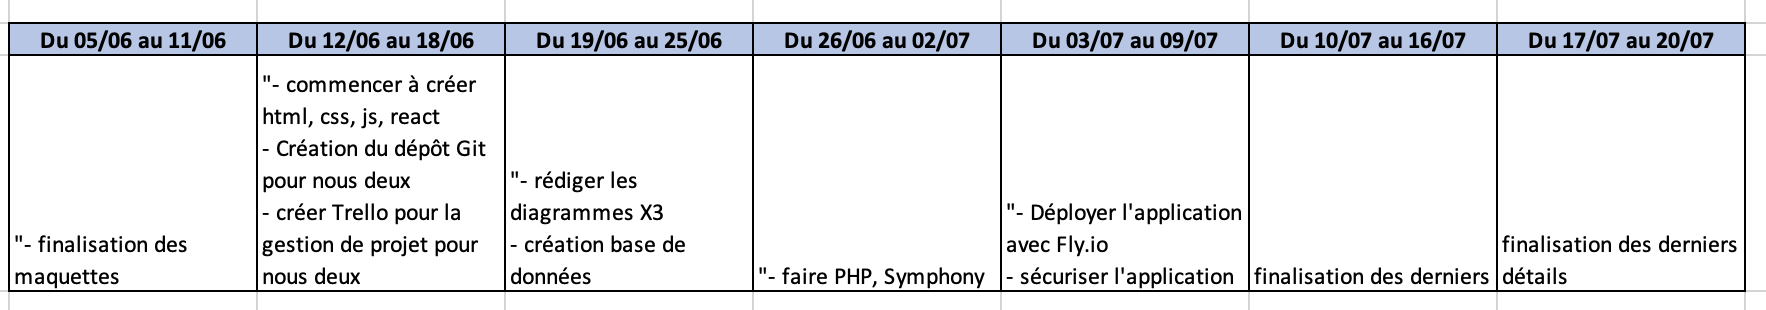 Du 05/06 au 11/06
Du 12/06 au 18/06
Du 19/06 au 25/06
Du 26/06 au 02/07
Du 03/07 au 09/07
Du 10/07 au 16/07
Du 17/07 au 20/07
"- finalisation des
maquettes
"- commencer à créer
html, css, js, react
- Création du dépôt Git
pour nous deux
- créer Trello pour la
gestion de projet pour
nous deux
"- rédiger les
diagrammes X3
- création base de
données
"- faire PHP, Symphony
"- Déployer l'application
avec Fly.io
- sécuriser l'application
finalisation des derniers
finalisation des derniers
détails